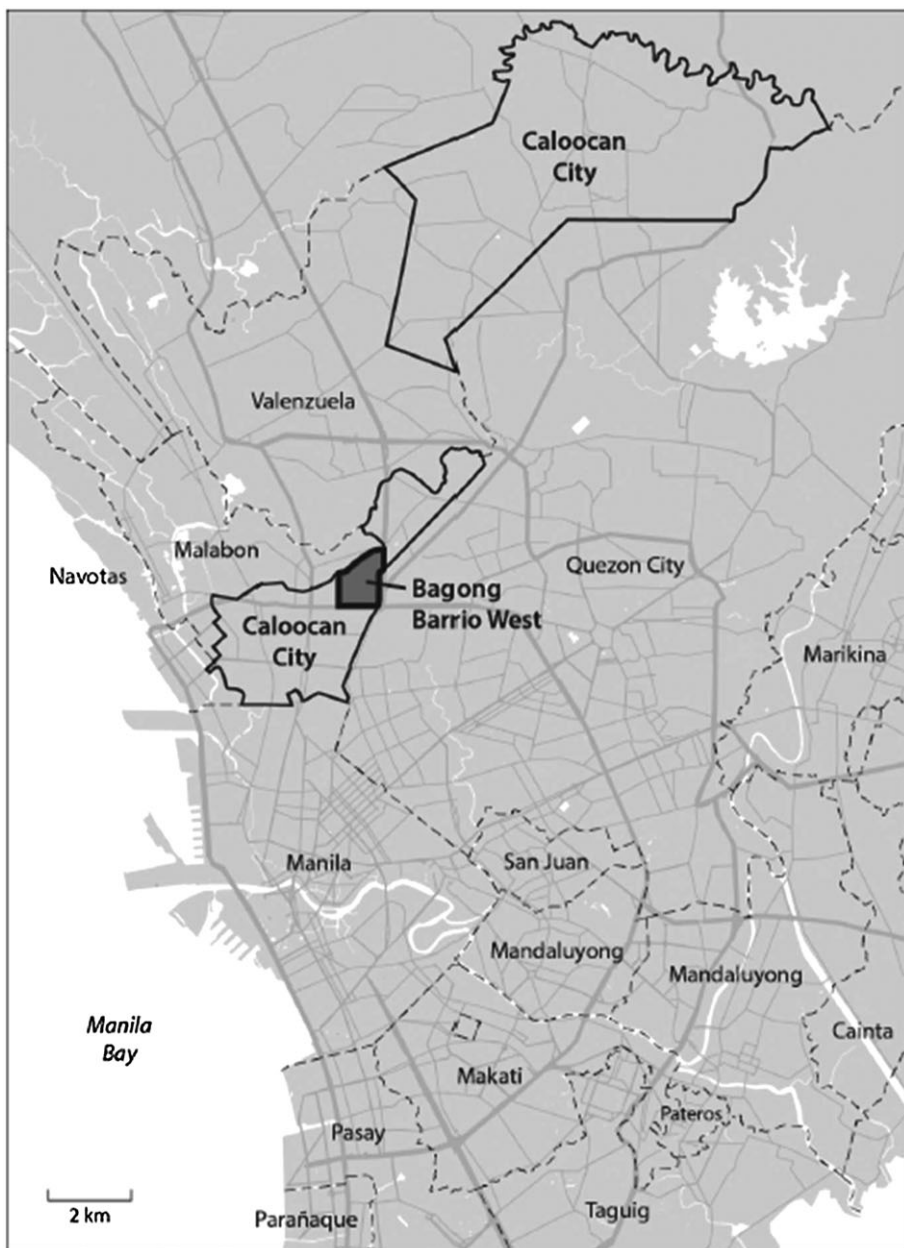 Caloocan
City
Valenzuela
Malabon
Navotas
Quezon City
Bagong
Barrio West
Caloocan
City
Marikina
Manila
San Juan
Mandaluyong
Mandaluyong
Manila
Bay
Cainta
Makati
Pateros
Pasay
2 km
Parañaque
Taguig